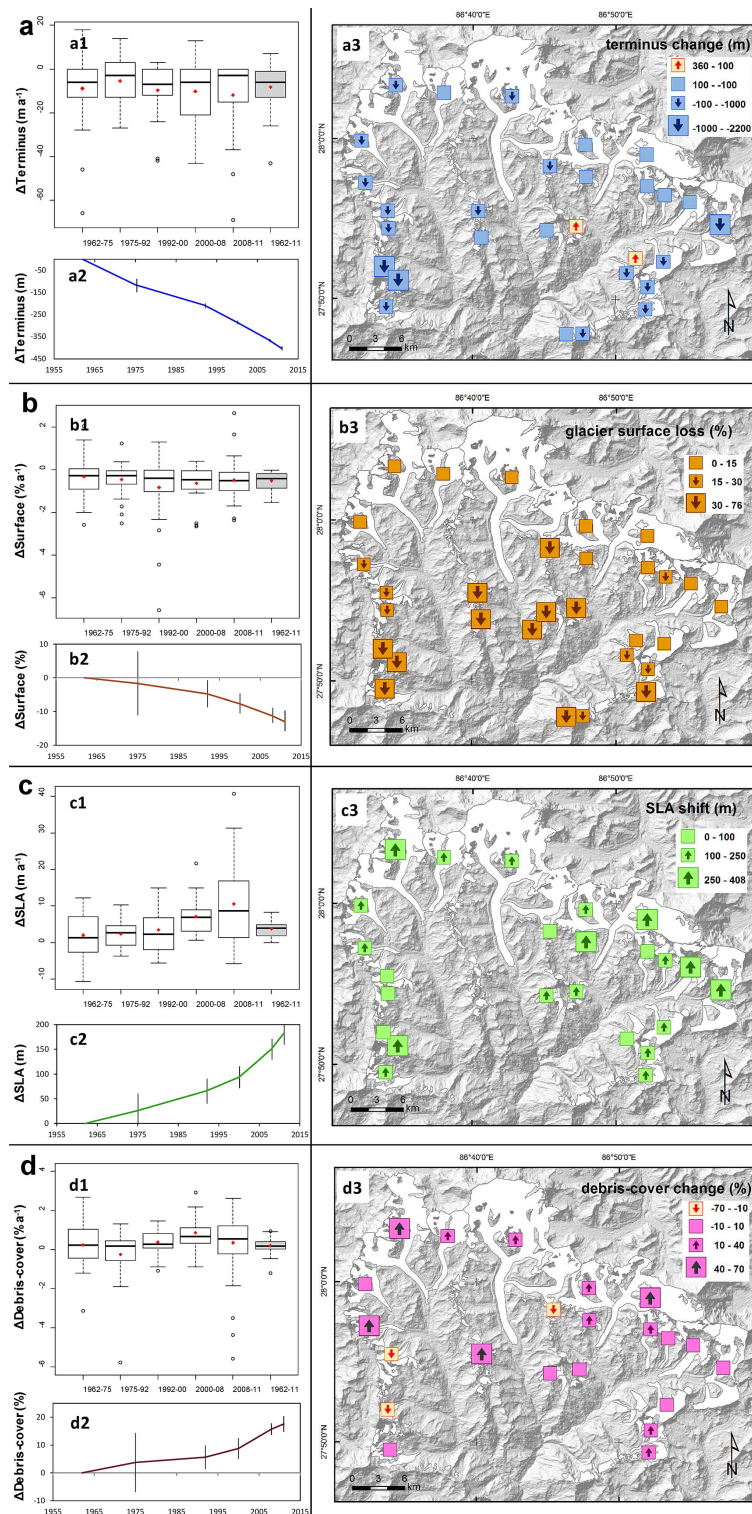 a
a1
ΔTerminus (m a⁻¹)
20
0
-20
-40
-60
1962-75 1975-92 1992-00 2000-08 2008-11 1962-11
a2
ΔTerminus (m)
-50
-150
-250
-350
-450
1955 1965 1975 1985 1995 2005 2015
a3
86°40'0"E 86°50'0"E
28°0'0"N
27°50'0"N
terminus change (m)
360 - 100
100 - -100
-100 - -1000
-1000 - -2200
0 3 6
km
N
b
b1
ΔSurface (% a⁻¹)
2
0
-2
-4
-6
1962-75 1975-92 1992-00 2000-08 2008-11 1962-11
b2
ΔSurface (%)
10
0
-10
-20
1955 1965 1975 1985 1995 2005 2015
b3
86°40'0"E 86°50'0"E
28°0'0"N
27°50'0"N
glacier surface loss (%)
0 - 15
15 - 30
30 - 76
0 3 6
km
N
c
c1
ΔSLA (m a⁻¹)
40
30
20
10
0
-10
1962-75 1975-92 1992-00 2000-08 2008-11 1962-11
c2
ΔSLA (m)
200
150
100
50
0
1955 1965 1975 1985 1995 2005 2015
c3
86°40'0"E 86°50'0"E
28°0'0"N
27°50'0"N
SLA shift (m)
0 - 100
100 - 250
250 - 408
0 3 6
km
N
d
d1
ΔDebris-cover (% a⁻¹)
4
2
0
-2
-4
-6
1962-75 1975-92 1992-00 2000-08 2008-11 1962-11
d2
ΔDebris-cover (%)
20
10
0
-10
1955 1965 1975 1985 1995 2005 2015
d3
86°40'0"E 86°50'0"E
28°0'0"N
27°50'0"N
debris-cover change (%)
-70 - -10
-10 - 10
10 - 40
40 - 70
0 3 6
km
N